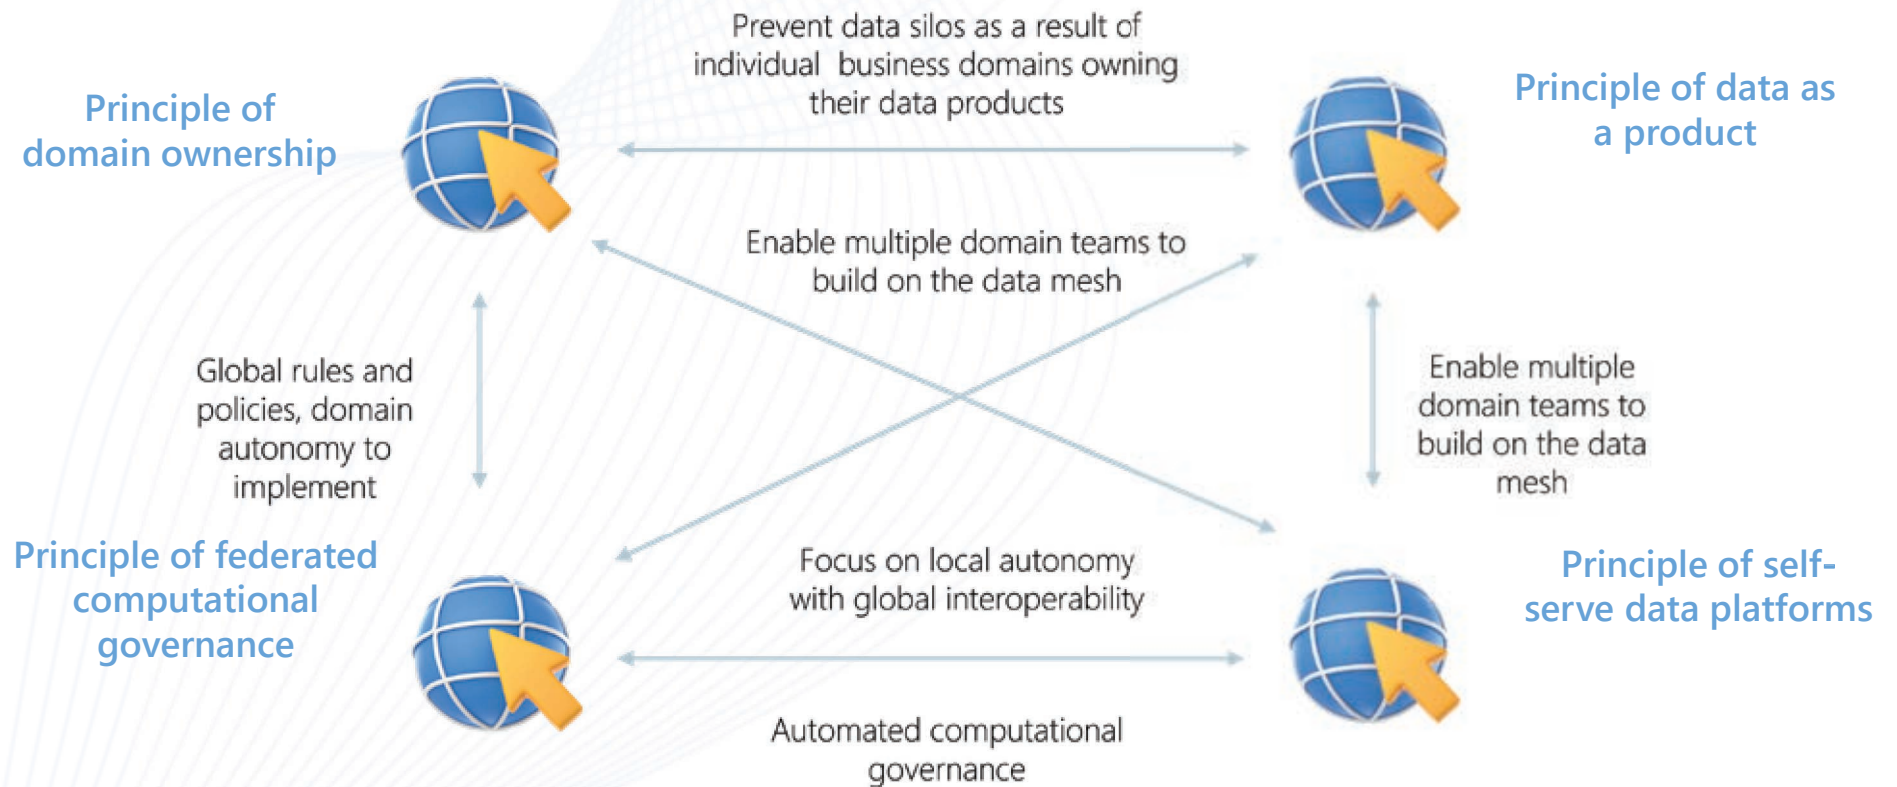 Prevent data silos as a result of
individual business domains owning
their data products
Principle of
domain ownership
Principle of data as
a product
Enable multiple domain teams to
build on the data mesh
Global rules and
policies, domain
autonomy to
implement
Enable multiple
domain teams to
build on the data
mesh
Principle of federated
computational
governance
Focus on local autonomy
with global interoperability
Principle of self-
serve data platforms
Automated computational
governance